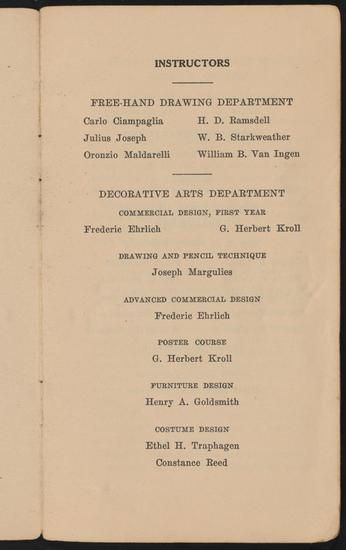 INSTRUCTORS
FREE-HAND DRAWING DEPARTMENT
Carlo Ciampaglia H. D. Ramsdell
Julius Joseph W. B. Starkweather
Oronzio Maldarelli William B. Van Ingen
DECORATIVE ARTS DEPARTMENT
COMMERCIAL DESIGN, FIRST YEAR
Frederic Ehrlich G. Herbert Kroll
DRAWING AND PENCIL TECHNIQUE
Joseph Margulies
ADVANCED COMMERCIAL DESIGN
Frederic Ehrlich
POSTER COURSE
G. Herbert Kroll
FURNITURE DESIGN
Henry A. Goldsmith
COSTUME DESIGN
Ethel H. Traphagen
Constance Reed